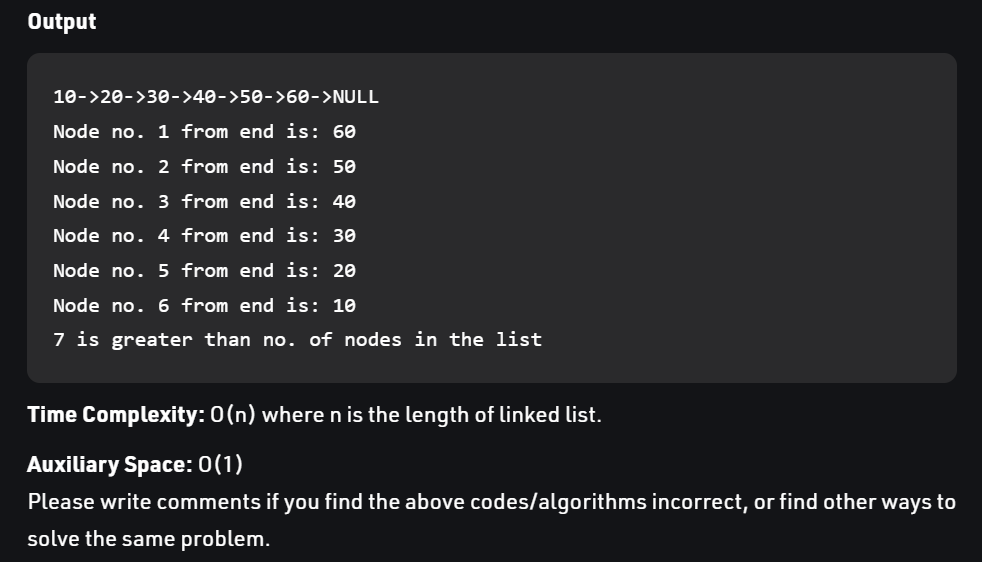 Output
10->20->30->40->50->60->NULL
Node no. 1 from end is: 60
Node no. 2 from end is: 50
Node no. 3 from end is: 40
Node no. 4 from end is: 30
Node no. 5 from end is: 20
Node no. 6 from end is: 10
7 is greater than no. of nodes in the list
Time Complexity: O(n) where n is the length of linked list.
Auxiliary Space: O(1)
Please write comments if you find the above codes/algorithms incorrect, or find other ways to
solve the same problem.